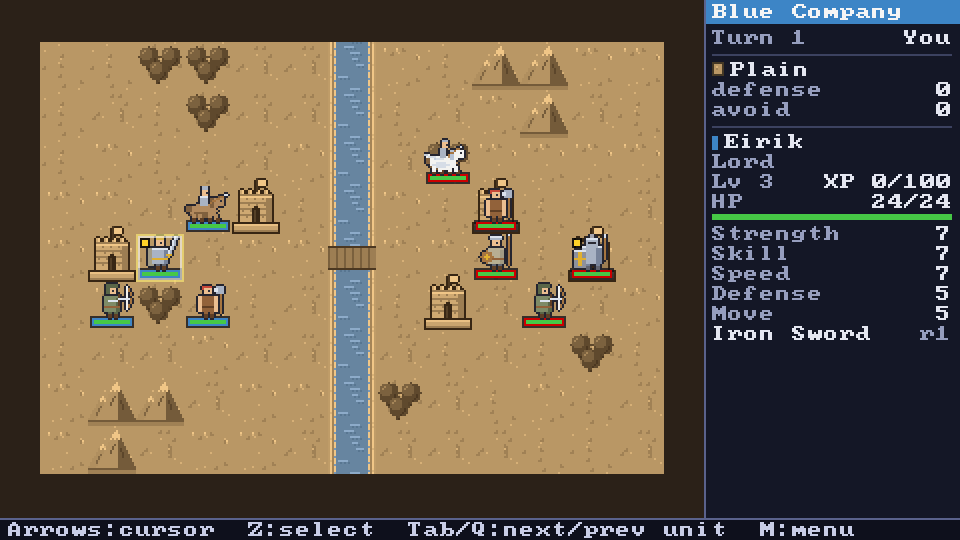 Blue Company
Turn 1 You
Plain
defense 0
avoid 0
Eirik
Lord
Lv 3 XP 0/100
HP 24/24
Strength 7
Skill 7
Speed 7
Defense 5
Move 5
Iron Sword r1
Arrows:cursor Z:select Tab/Q:next/prev unit M:menu